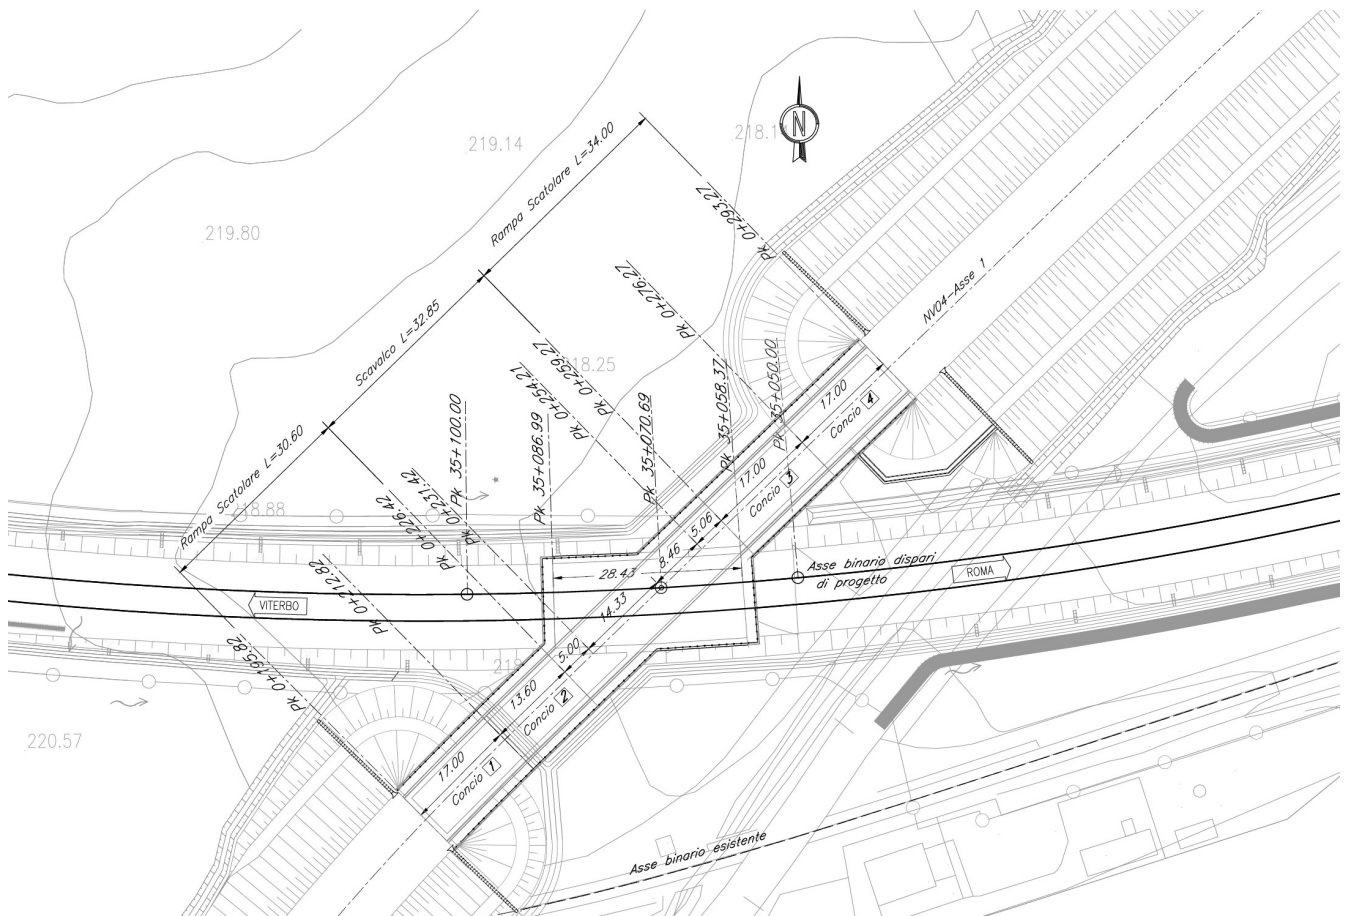 N
219.14
218.1
219.80
Rampa Scatolare L=34.00
Pk 0+293.27
Scavalco L=32.85
Pk 0+276.27
NV04-Asse 1
Pk 0+259.27
218.25
Pk 0+254.21
Pk 35+058.37
Pk 35+050.00
Pk 35+070.69
Pk 35+086.99
Pk 35+100.00
Rampa Scatolare L=30.60
Pk 0+231.42
Pk 0+226.42
218.88
17.00
Concio 4
17.00
Concio 3
5.06
8.46
28.43
Asse binario dispari
di progetto
ROMA
VITERBO
14.33
Pk 0+212.82
Pk 0+195.82
5.00
218
13.60
Concio 2
17.00
Concio 1
220.57
Asse binario esistente